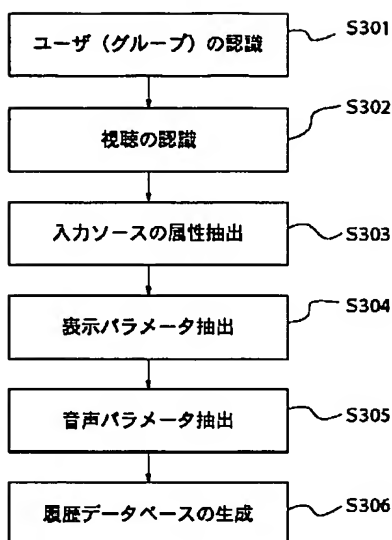 ユーザ（グループ）の認識
S301
視聴の認識
S302
入力ソースの属性抽出
S303
表示パラメータ抽出
S304
音声パラメータ抽出
S305
履歴データベースの生成
S306